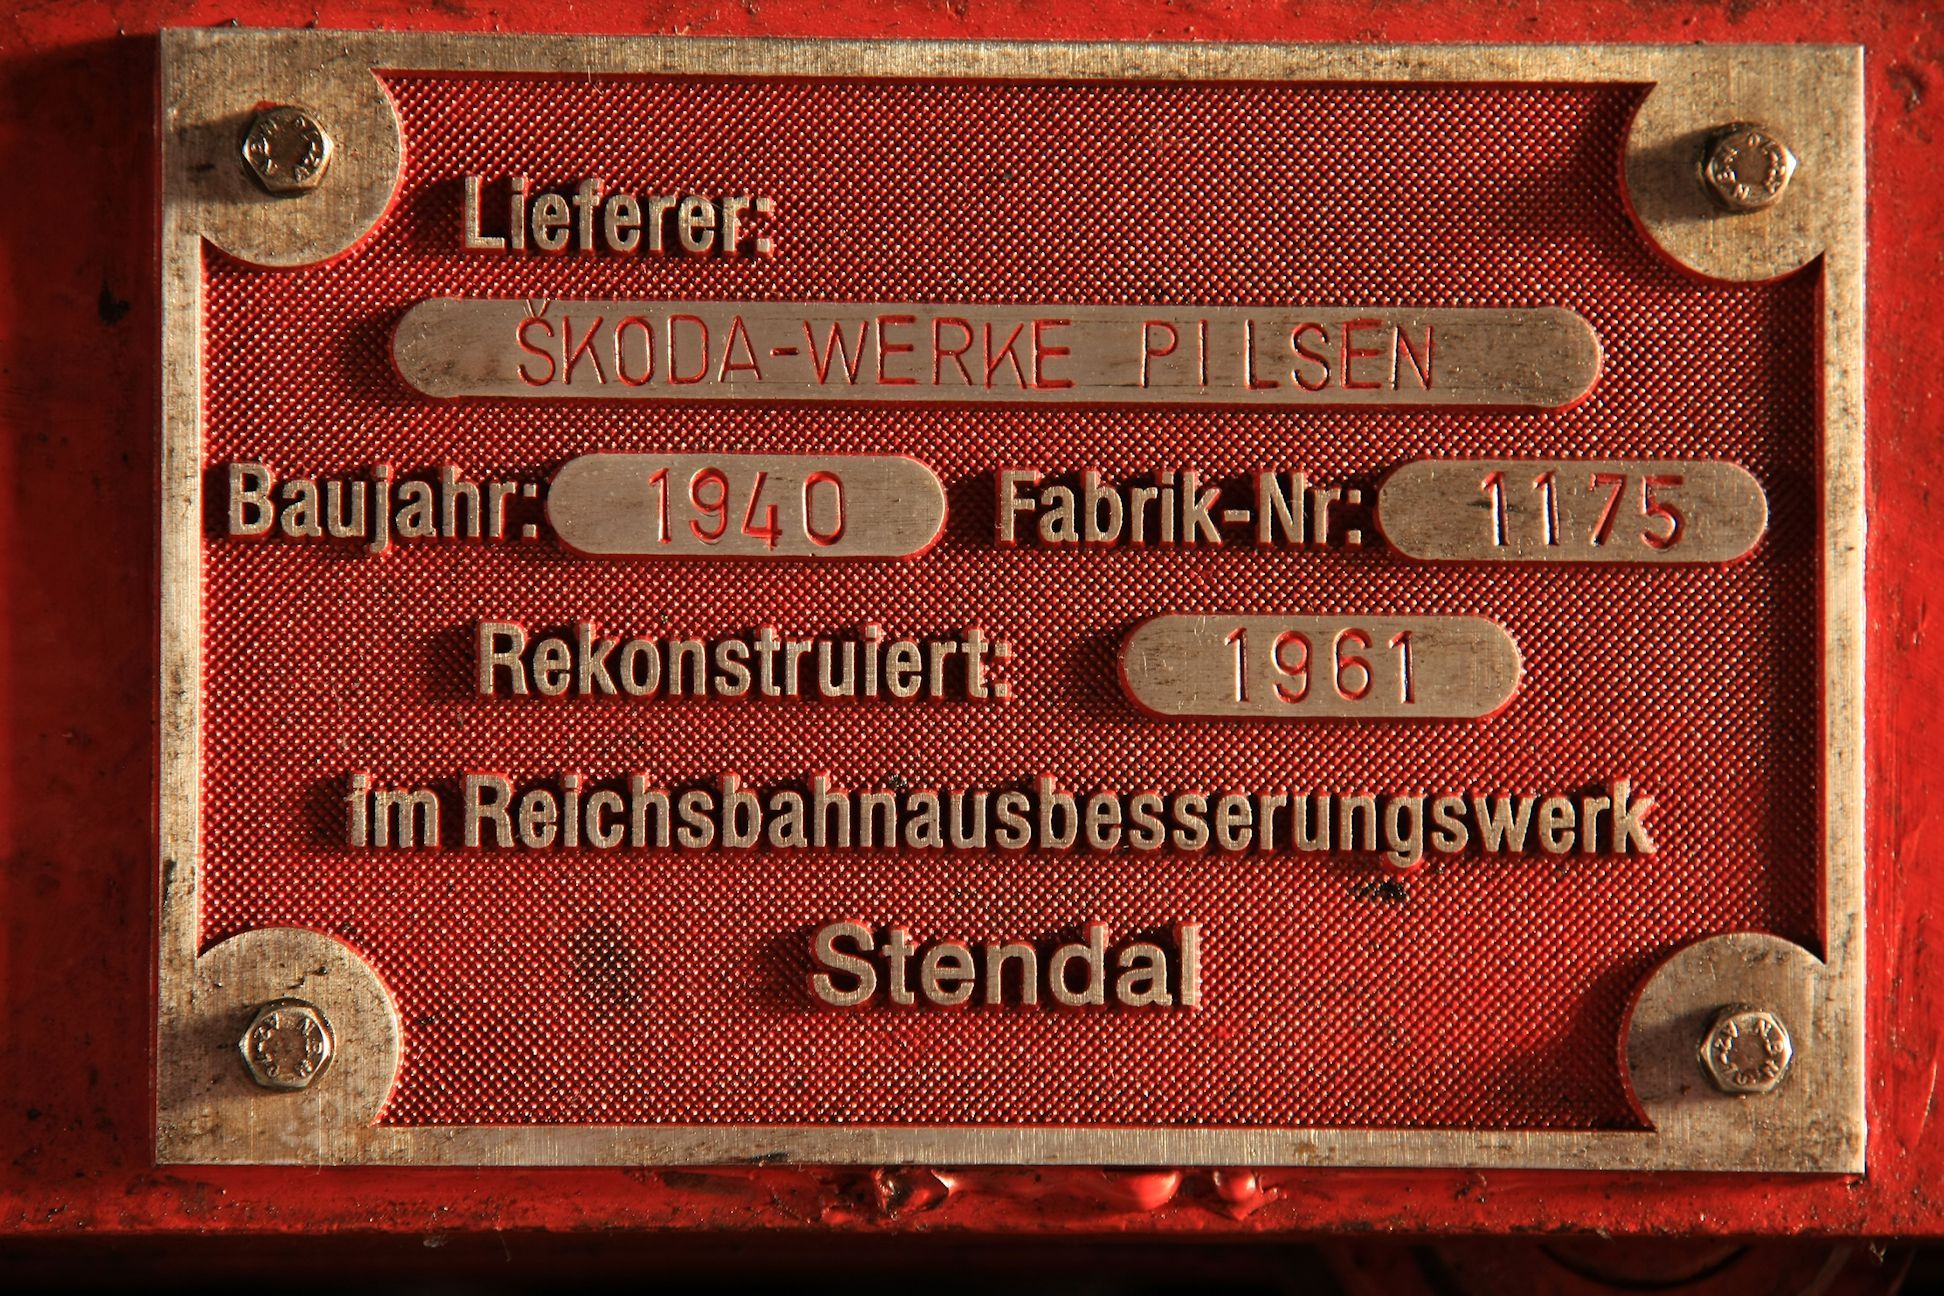 Lieferer:
ŠKODA-WERKE PILSEN
Baujahr: 1940 Fabrik-Nr: 1175
Rekonstruiert: 1961
im Reichsbahnausbesserungswerk
Stendal